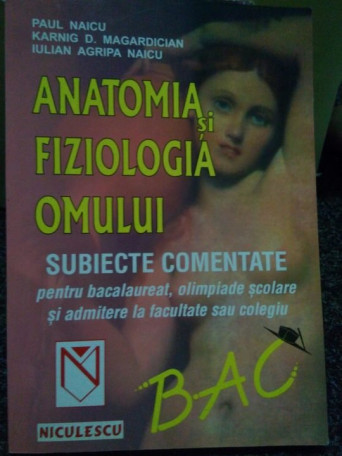 PAUL NAICU
KARNIG D. MAGARDICIAN
IULIAN AGRIPA NAICU
ANATOMIA
și
FIZIOLOGIA
OMULUI
SUBIECTE COMENTATE
pentru bacalaureat, olimpiade școlare
și admitere la facultate sau colegiu
BAC
NICULESCU